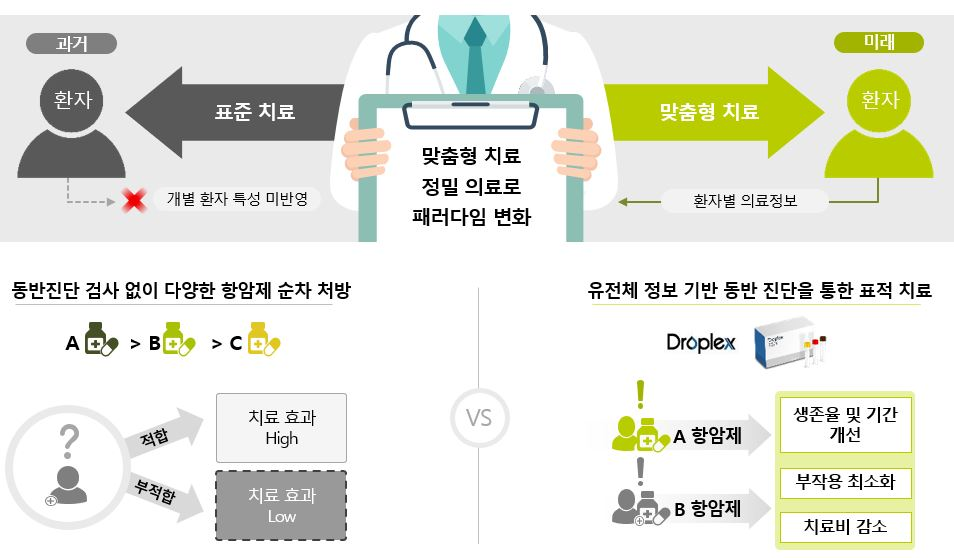 과거
미래
환자
표준 치료
맞춤형 치료
환자
맞춤형 치료
정밀 의료로
패러다임 변화
개별 환자 특성 미반영
환자별 의료정보
동반진단 검사 없이 다양한 항암제 순차 처방
A > B > C
적합
부적합
치료 효과
High
치료 효과
Low
VS
유전체 정보 기반 동반 진단을 통한 표적 치료
Droplex
Droplex
A 항암제
B 항암제
생존율 및 기간
개선
부작용 최소화
치료비 감소